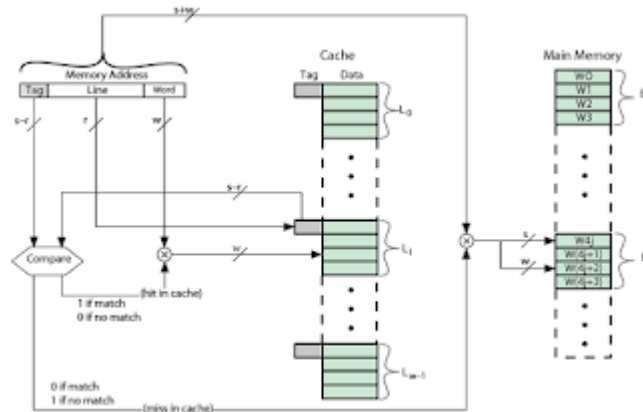 s+w
Cache
Main Memory
Memory Address
Tag Data
Tag Line Word
W0
W1
W2
W3
L0
s-r
r
w
s-r
s
W4j
Compare
w
Li
w
W(4j+1)
W(4j+2)
W(4j+3)
(hit in cache)
1 if match
0 if no match
0 if match
1 if no match
Lm-1
(miss in cache)